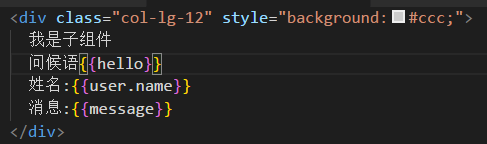 <div class="col-lg-12" style="background:#ccc;">
我是子组件
问候语{{hello}}
姓名:{{user.name}}
消息:{{message}}
</div>